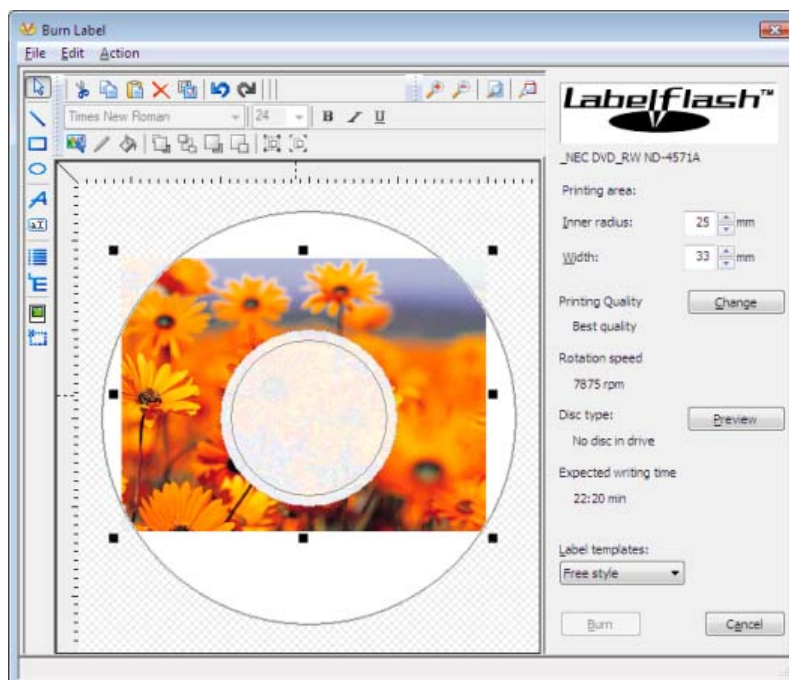 Burn Label
File Edit Action
Times New Roman 24 B I U
A
aI
E
Labelflash™
_NEC DVD_RW ND-4571A
Printing area:
Inner radius: 25 mm
Width: 33 mm
Printing Quality Change
Best quality
Rotation speed
7875 rpm
Disc type: Preview
No disc in drive
Expected writing time
22:20 min
Label templates:
Free style
Burn Cancel